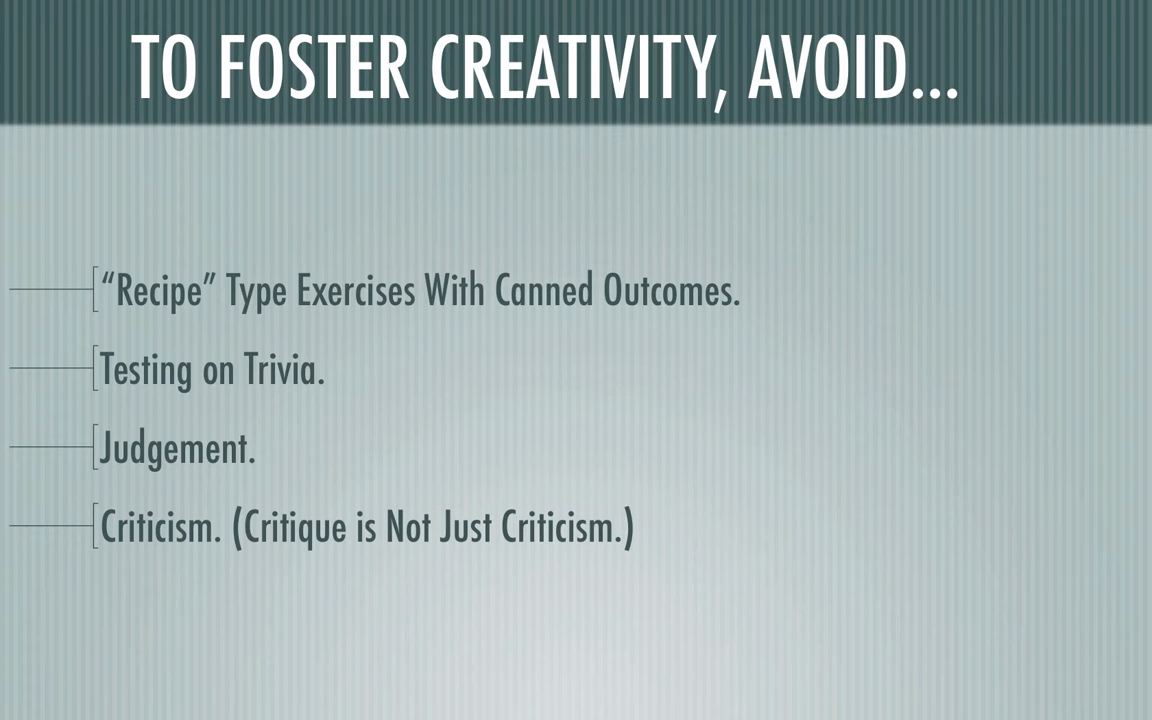 TO FOSTER CREATIVITY, AVOID...
“Recipe” Type Exercises With Canned Outcomes.
Testing on Trivia.
Judgement.
Criticism. (Critique is Not Just Criticism.)